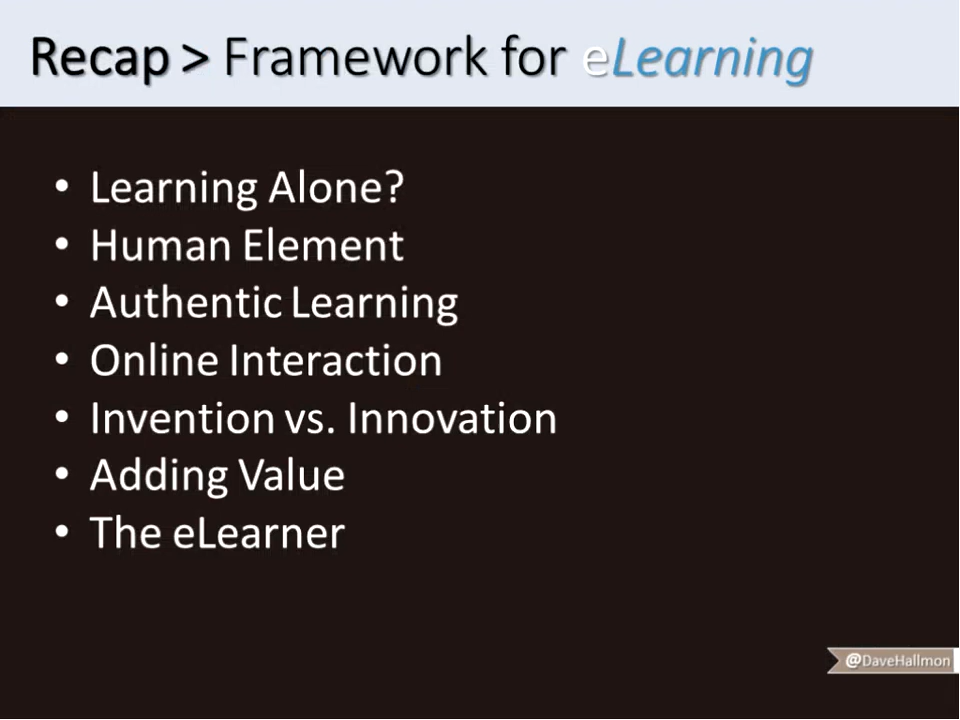 Recap > Framework for eLearning
• Learning Alone?
• Human Element
• Authentic Learning
• Online Interaction
• Invention vs. Innovation
• Adding Value
• The eLearner
@DaveHallmon